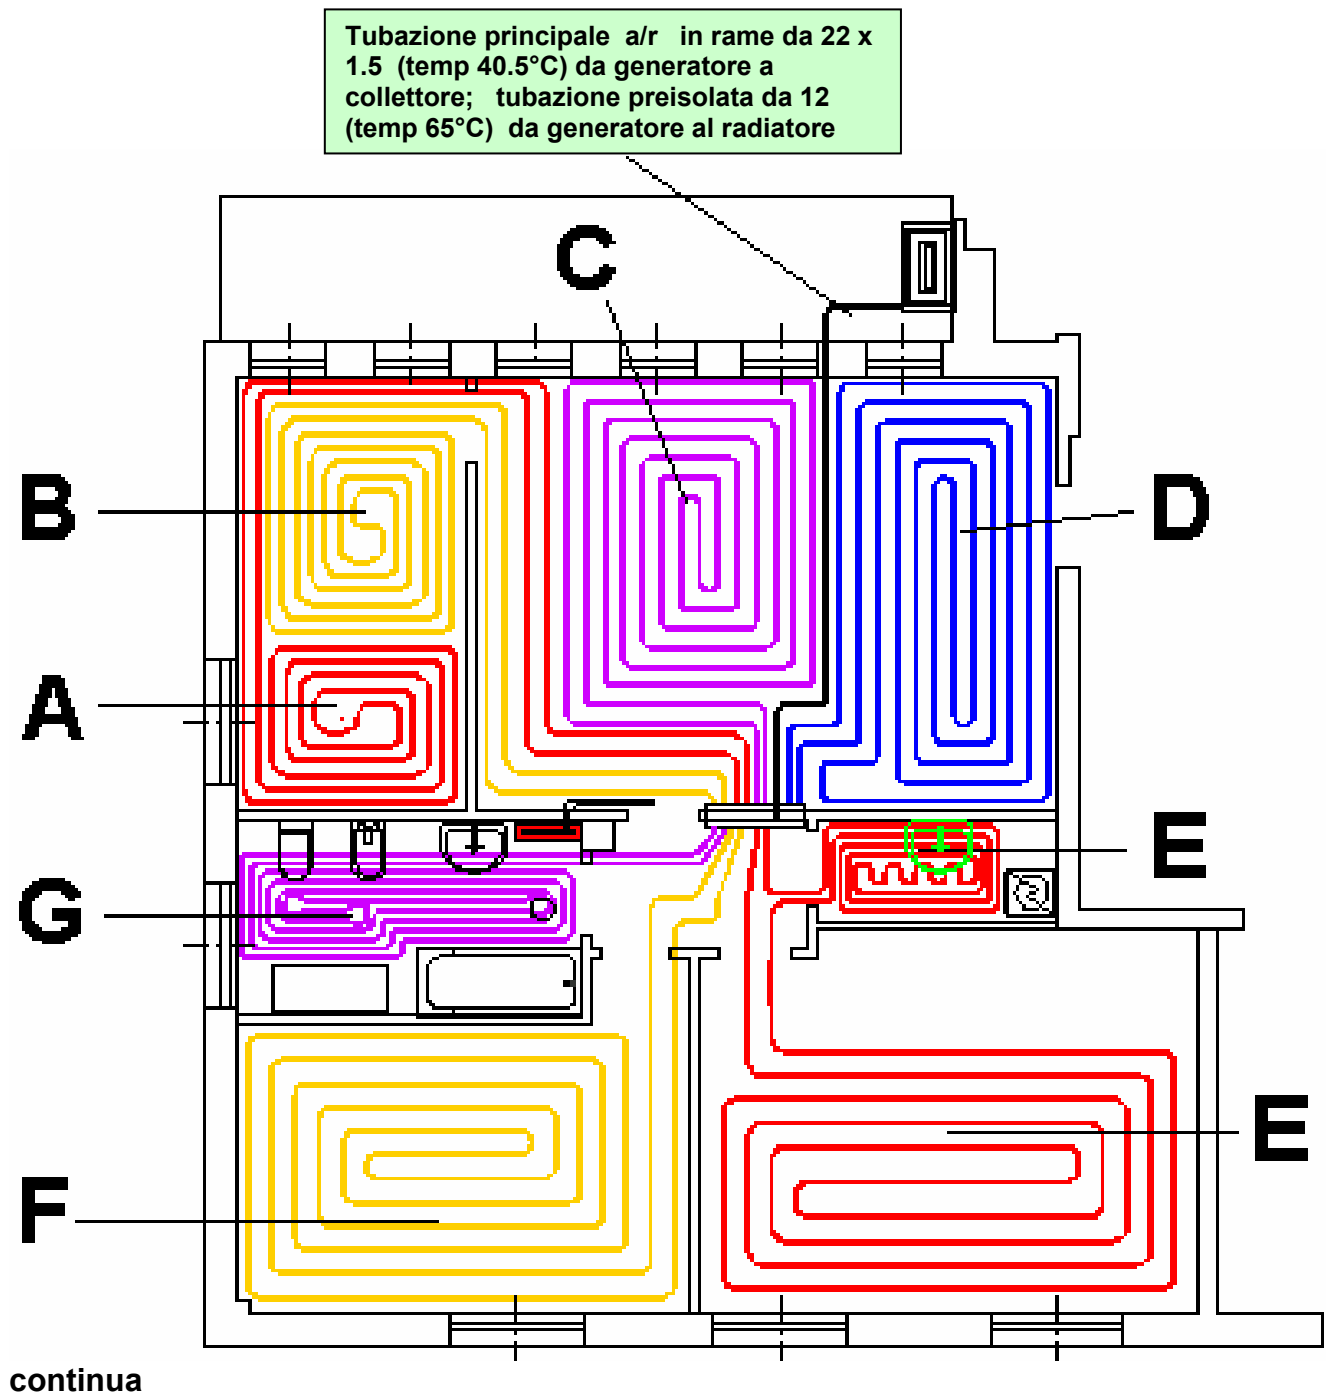 Tubazione principale a/r in rame da 22 x
1.5 (temp 40.5°C) da generatore a
collettore; tubazione preisolata da 12
(temp 65°C) da generatore al radiatore
C
B
D
A
E
G
E
F
continua